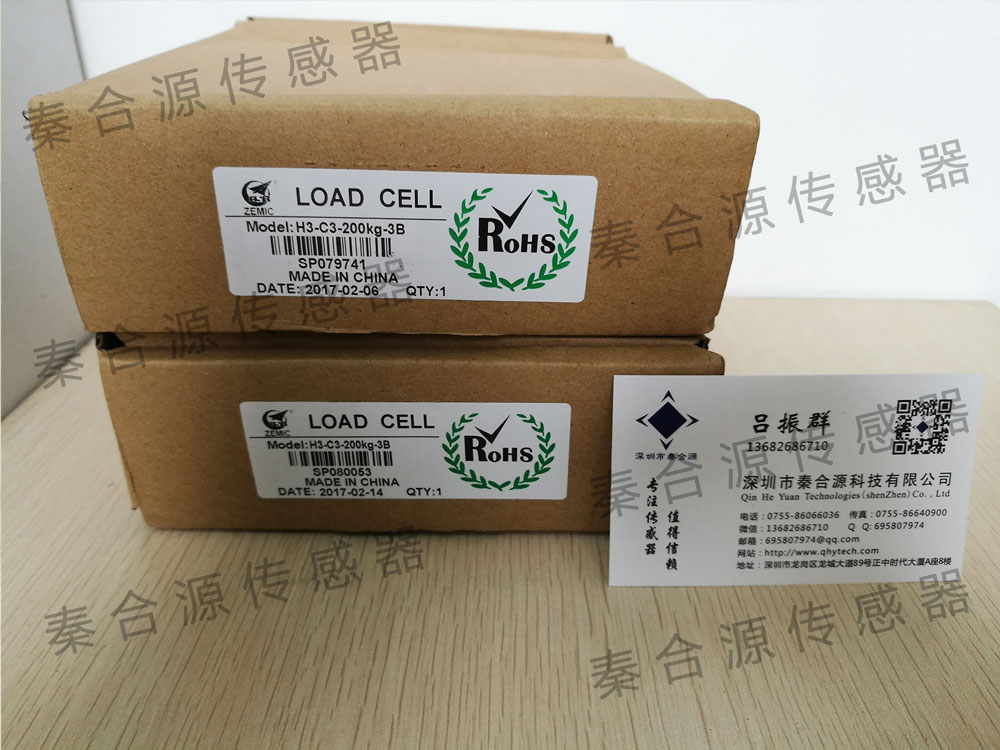 秦合源传感器
秦合源传感器
ZEMIC
LOAD CELL
Model:H3-C3-200kg-3B
SP079741
MADE IN CHINA
DATE: 2017-02-06 QTY:1
RoHS
秦合源传感器
ZEMIC
LOAD CELL
Model:H3-C3-200kg-3B
SP080053
MADE IN CHINA
DATE: 2017-02-14 QTY:1
RoHS
深圳市秦合源
专注传感器
值得信赖
吕振群
13682686710
深圳市秦合源科技有限公司
Qin He Yuan Technologies(shenZhen)Co.,Ltd
电话:0755-86066036 传真:0755-86640900
微信:13682686710 Q Q:695807974
邮箱:695807974@qq.com
网站:http://www.qhytech.com
地址:深圳市龙岗区龙城大道89号正中时代大厦A座8楼
秦合源传感器
秦合源传感器
秦合源传感器